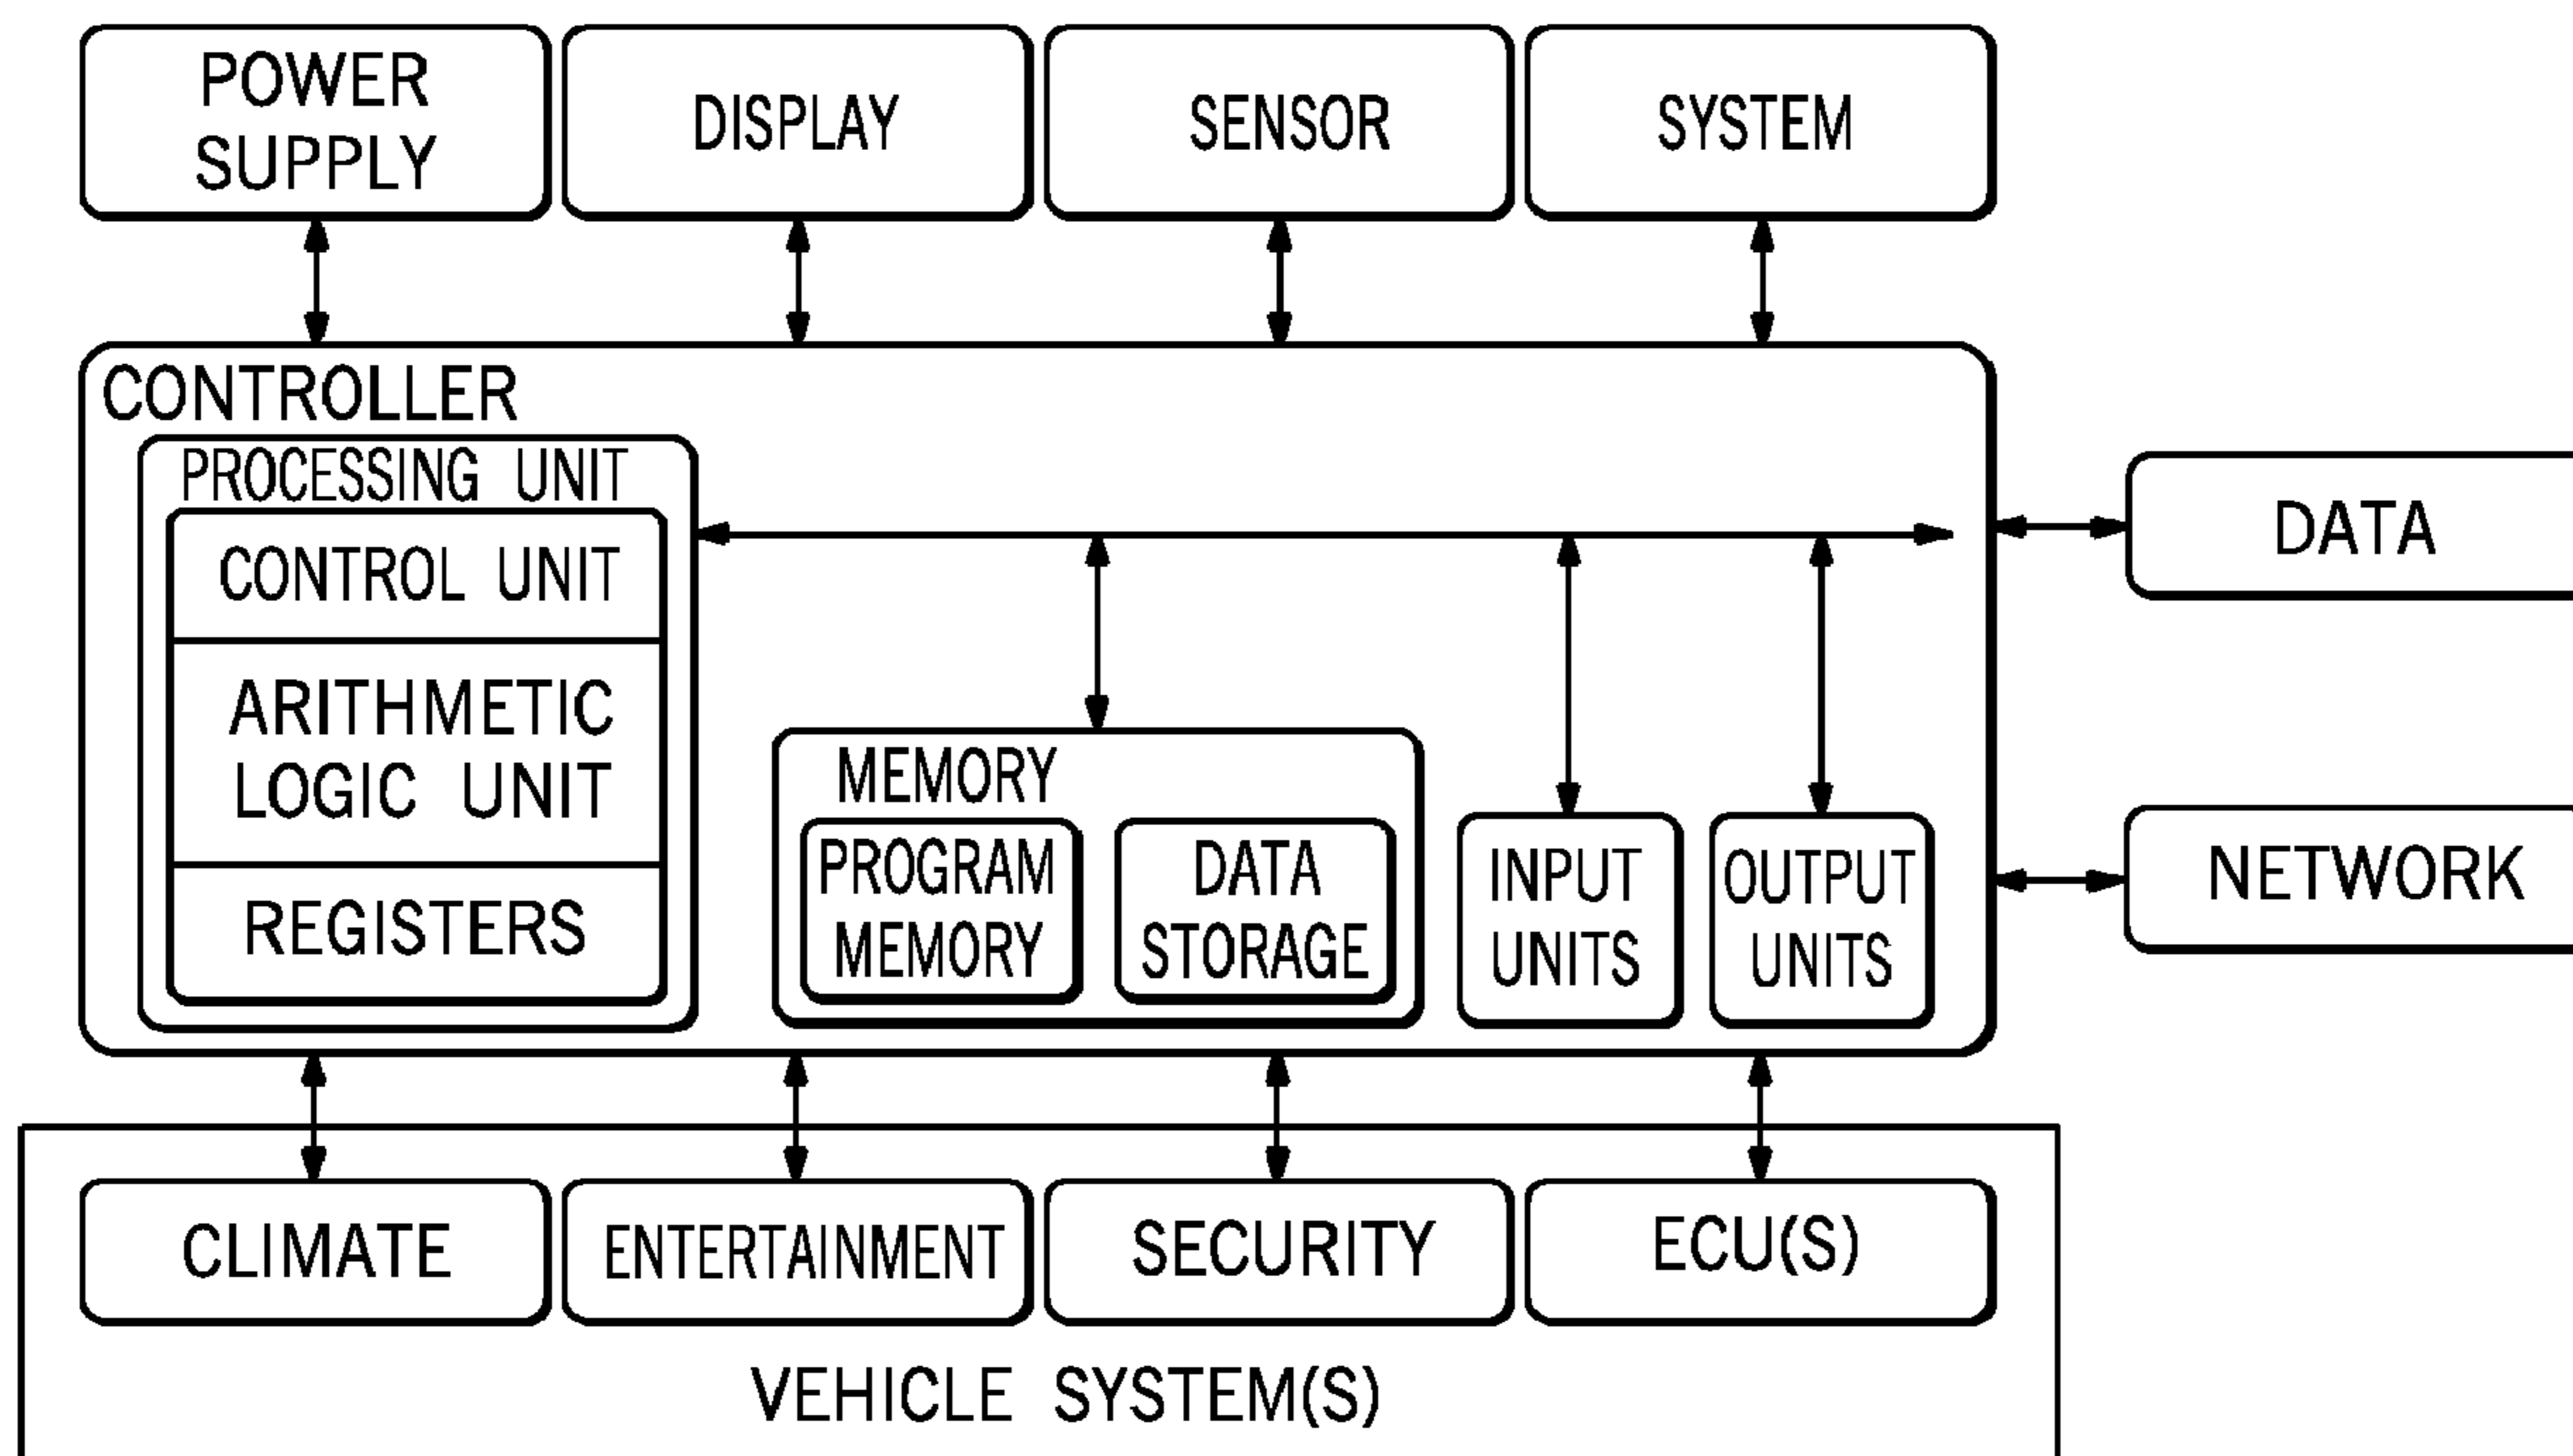 POWER
SUPPLY
DISPLAY
SENSOR
SYSTEM
CONTROLLER
PROCESSING UNIT
CONTROL UNIT
ARITHMETIC
LOGIC UNIT
REGISTERS
MEMORY
PROGRAM
MEMORY
DATA
STORAGE
INPUT
UNITS
OUTPUT
UNITS
DATA
NETWORK
CLIMATE
ENTERTAINMENT
SECURITY
ECU(S)
VEHICLE SYSTEM(S)